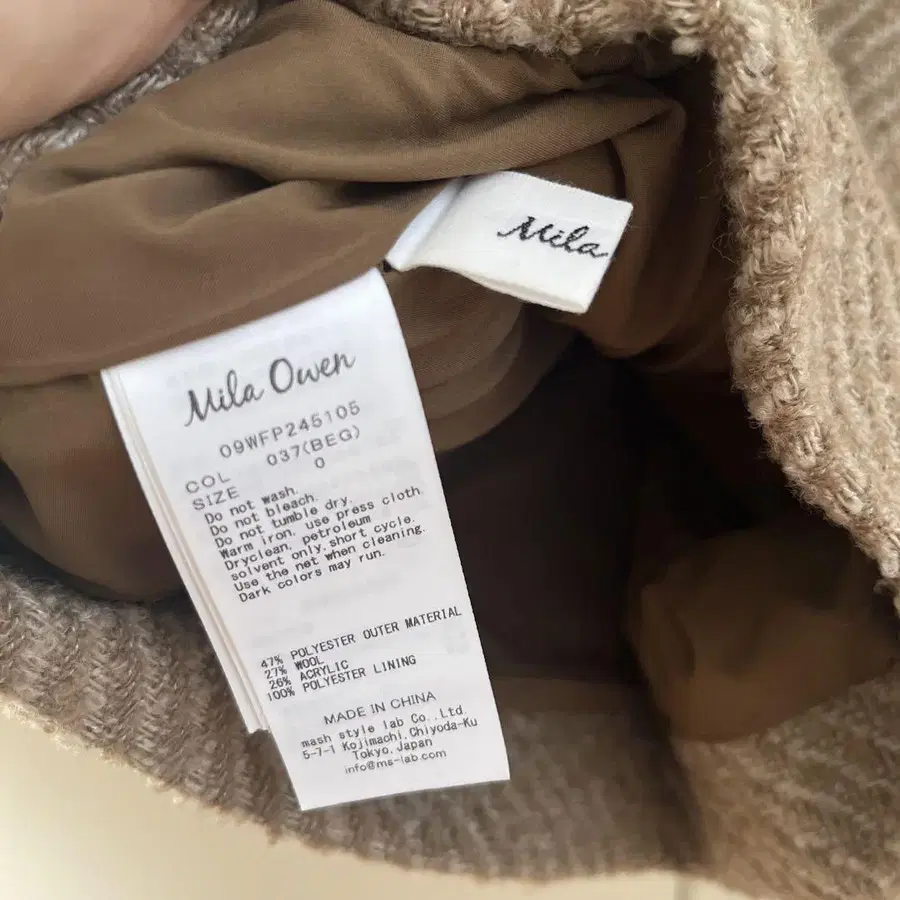 Mila
Mila Owen
09WFP245105
COL 037(BEG)
SIZE 0
Do not wash.
Do not bleach.
Do not tumble dry.
Warm iron, use press cloth.
Dryclean, petroleum
solvent only, short cycle.
Use the net when cleaning.
Dark colors may run.
47% POLYESTER OUTER MATERIAL
27% WOOL
26% ACRYLIC
100% POLYESTER LINING
MADE IN CHINA
mash style lab Co., Ltd.
5-7-1 Kojimachi, Chiyoda-Ku
Tokyo, Japan
info@ms-lab.com